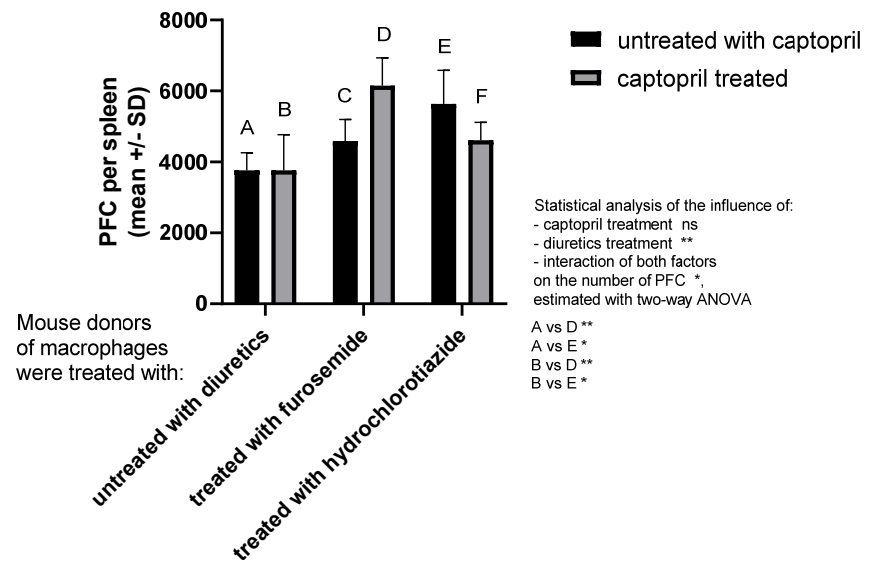 8000
6000
4000
2000
0
PFC per spleen
(mean +/- SD)
A
B
C
D
E
F
untreated with captopril
captopril treated
Statistical analysis of the influence of:
- captopril treatment ns
- diuretics treatment **
- interaction of both factors
on the number of PFC *,
estimated with two-way ANOVA
A vs D **
A vs E *
B vs D **
B vs E *
Mouse donors
of macrophages
were treated with:
untreated with diuretics
treated with furosemide
treated with hydrochlorotiazide